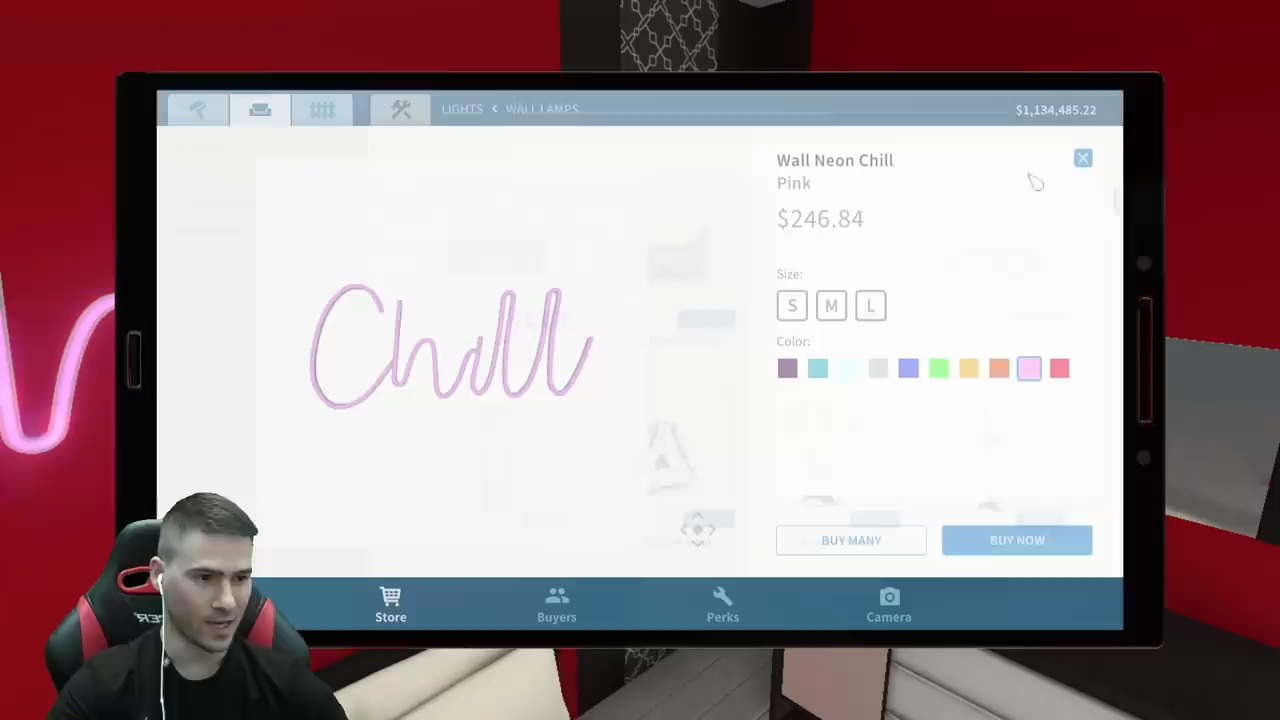 LIGHTS < WALL LAMPS
$1,134,485.22
Wall Neon Chill
Pink
$246.84
Size:
S M L
Color:
Chill
BUY MANY
BUY NOW
Store
Buyers
Perks
Camera